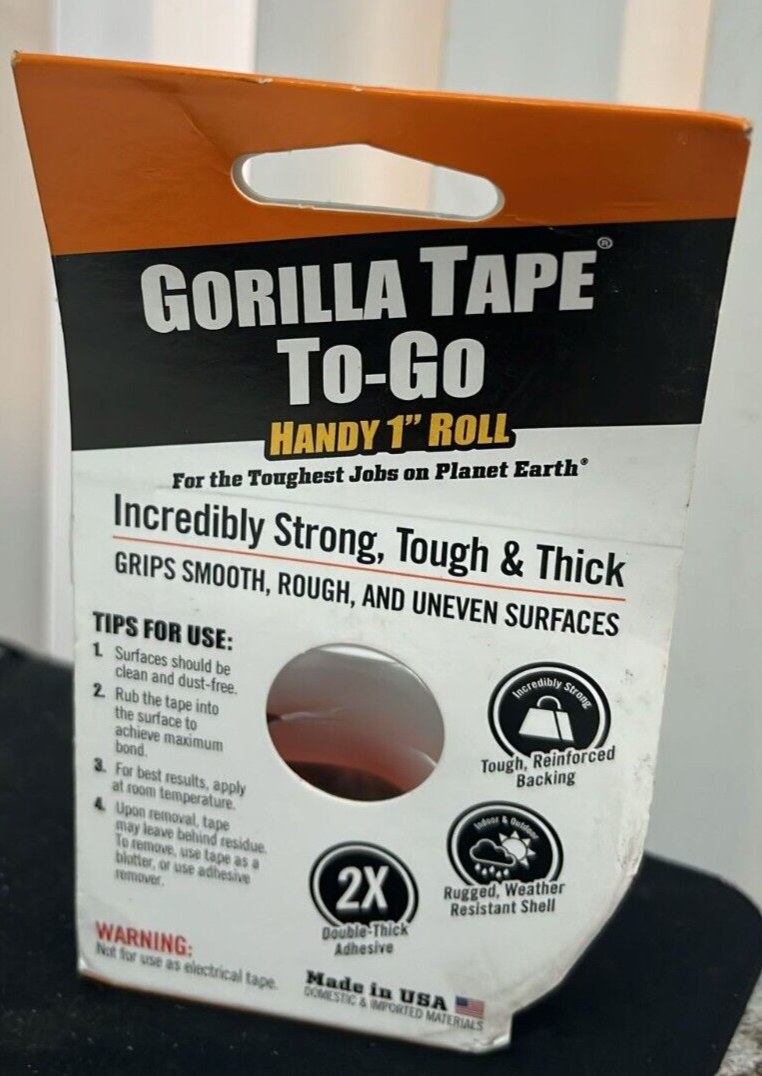 GORILLA TAPE®
TO-GO
HANDY 1" ROLL
For the Toughest Jobs on Planet Earth®
Incredibly Strong, Tough & Thick
GRIPS SMOOTH, ROUGH, AND UNEVEN SURFACES
TIPS FOR USE:
1. Surfaces should be
clean and dust-free.
2. Rub the tape into
the surface to
achieve maximum
bond.
3. For best results, apply
at room temperature.
4. Upon removal, tape
may leave behind residue.
To remove, use tape as a
blotter, or use adhesive
remover.
WARNING:
Not for use as electrical tape.
Incredibly Strong
Tough, Reinforced
Backing
Indoor & Outdoor
Rugged, Weather
Resistant Shell
2X
Double-Thick
Adhesive
Made in USA
DOMESTIC & IMPORTED MATERIALS